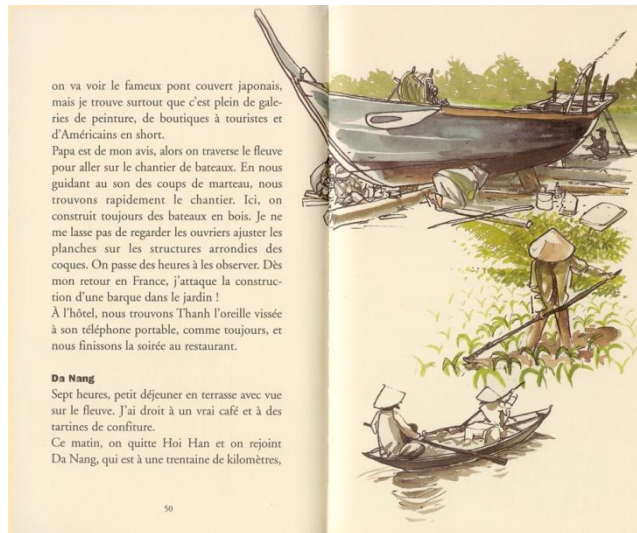 on va voir le fameux pont couvert japonais,
mais je trouve surtout que c'est plein de gale-
ries de peinture, de boutiques à touristes et
d'Américains en short.
Papa est de mon avis, alors on traverse le fleuve
pour aller sur le chantier de bateaux. En nous
guidant au son des coups de marteau, nous
trouvons rapidement le chantier. Ici, on
construit toujours des bateaux en bois. Je ne
me lasse pas de regarder les ouvriers ajuster les
planches sur les structures arrondies des
coques. On passe des heures à les observer. Dès
mon retour en France, j'attaque la construc-
tion d'une barque dans le jardin !
À l'hôtel, nous trouvons Thanh l'oreille vissée
à son téléphone portable, comme toujours, et
nous finissons la soirée au restaurant.
Da Nang
Sept heures, petit déjeuner en terrasse avec vue
sur le fleuve. J'ai droit à un vrai café et à des
tartines de confiture.
Ce matin, on quitte Hoi Han et on rejoint
Da Nang, qui est à une trentaine de kilomètres,
50